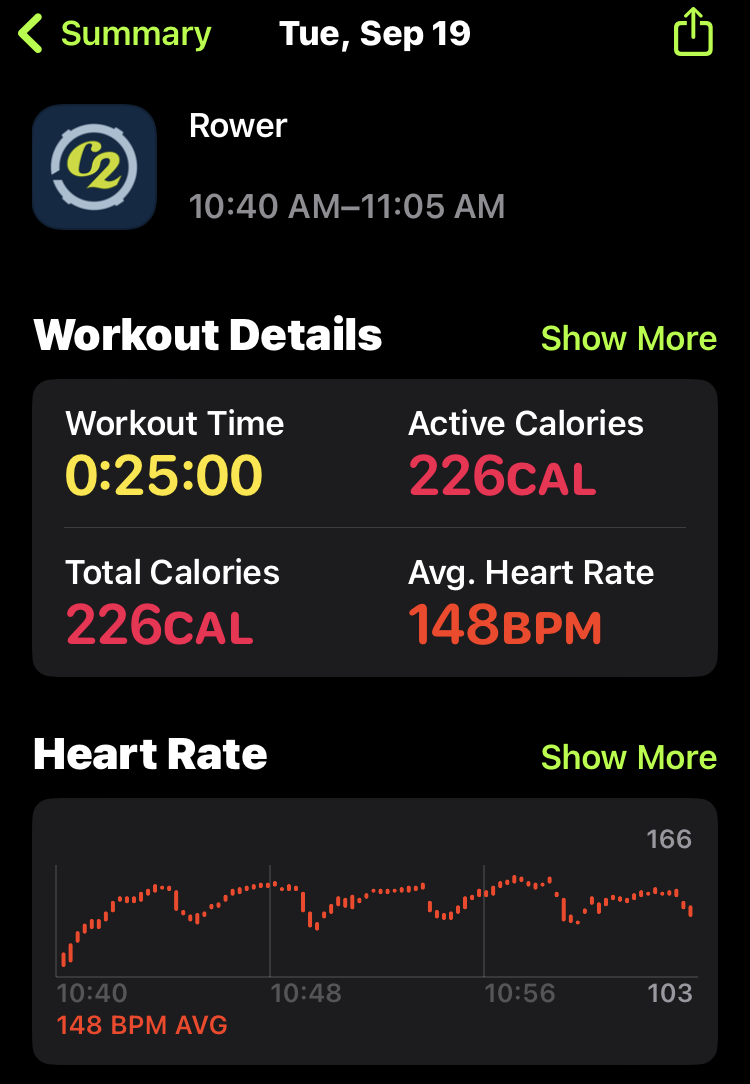 Summary
Tue, Sep 19
C2
Rower
10:40 AM–11:05 AM
Workout Details
Show More
Workout Time
Active Calories
0:25:00
226CAL
Total Calories
Avg. Heart Rate
226CAL
148BPM
Heart Rate
Show More
166
10:40
10:48
10:56
103
148 BPM AVG